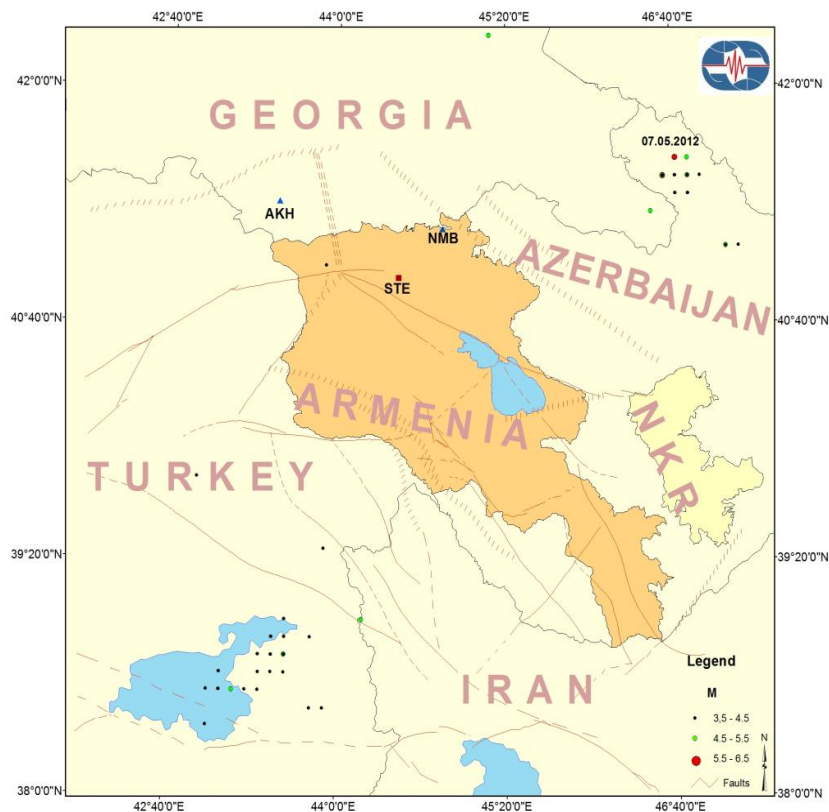 42°40'0"E 44°0'0"E 45°20'0"E 46°40'0"E
42°0'0"N 42°0'0"N
GEORGIA
07.05.2012
AKH
NMB
AZERBAIJAN
STE
40°40'0"N 40°40'0"N
ARMENIA
NKR
TURKEY
39°20'0"N 39°20'0"N
IRAN
Legend
M
3,5 - 4.5
4.5 - 5.5
5.5 - 6.5
Faults
N
38°0'0"N 38°0'0"N
42°40'0"E 44°0'0"E 45°20'0"E 46°40'0"E